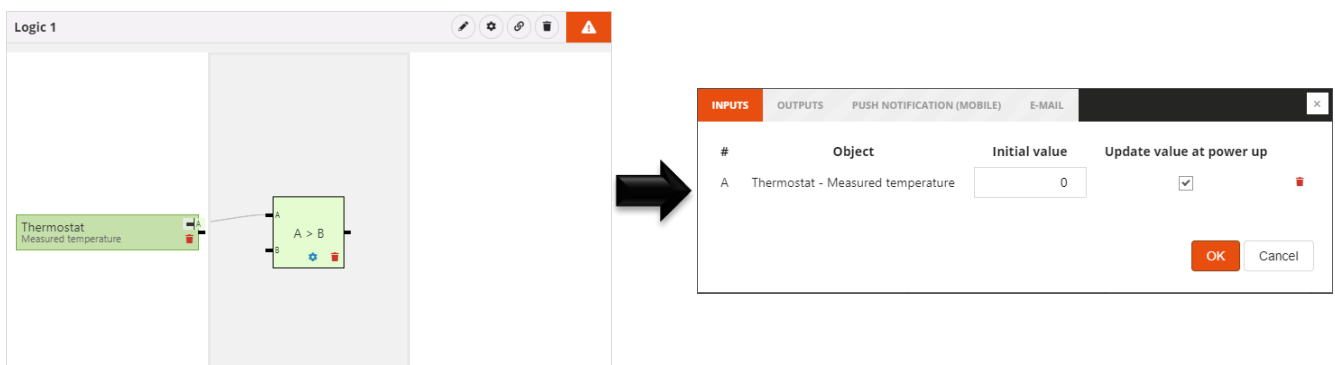 Logic 1
Thermostat
Measured temperature
A
A
B
A > B
INPUTS OUTPUTS PUSH NOTIFICATION (MOBILE) E-MAIL
# Object Initial value Update value at power up
A Thermostat - Measured temperature 0
OK Cancel